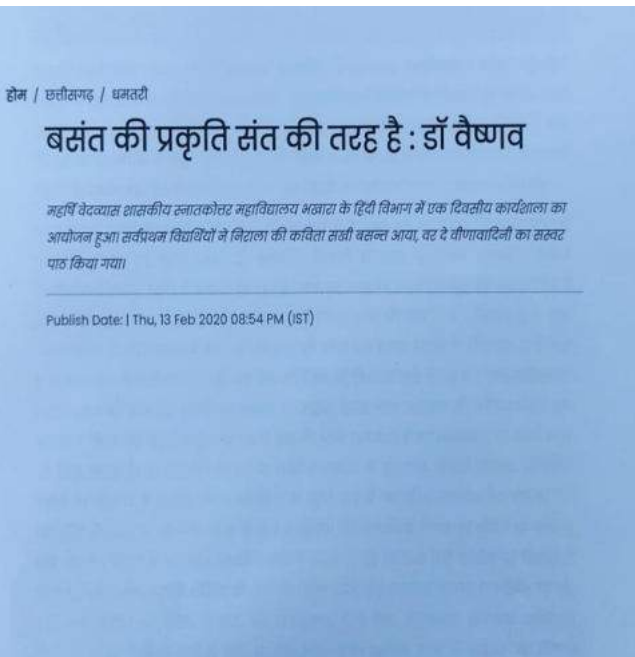 होम / छत्तीसगढ़ / धमतरी
बसंत की प्रकृति संत की तरह है : डॉ वैष्णव
महर्षि वेदव्यास शासकीय स्नातकोत्तर महाविद्यालय भखारा के हिंदी विभाग में एक दिवसीय कार्यशाला का
आयोजन हुआ। सर्वप्रथम विद्यार्थियों ने निराला की कविता सखी बसन्त आया, वर दे वीणावादिनी का सस्वर
पाठ किया गया।
Publish Date: | Thu, 13 Feb 2020 08:54 PM (IST)